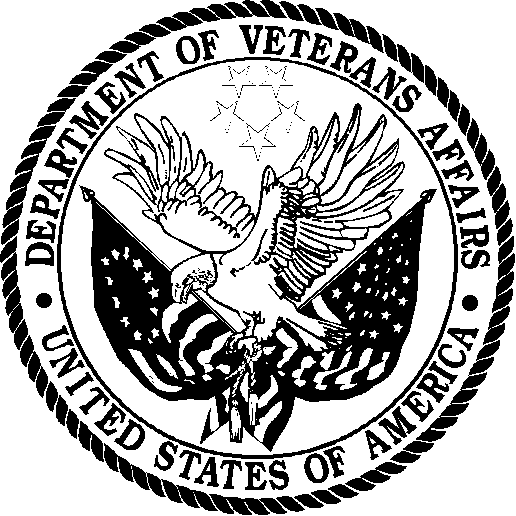 DEPARTMENT OF VETERANS AFFAIRS
UNITED STATES OF AMERICA